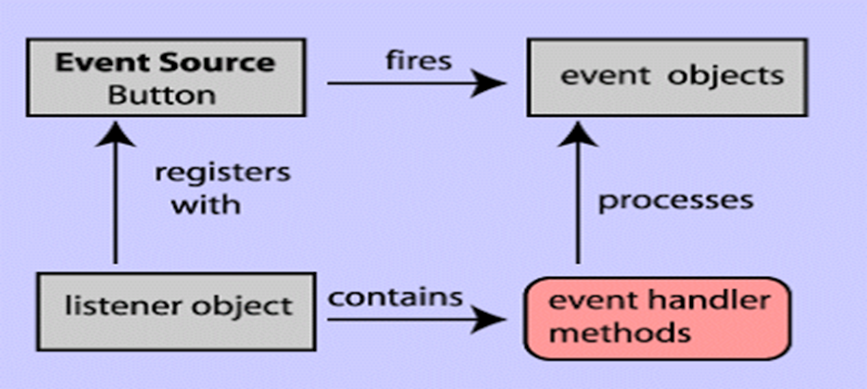 Event Source
Button
fires
event objects
registers
with
processes
listener object
contains
event handler
methods